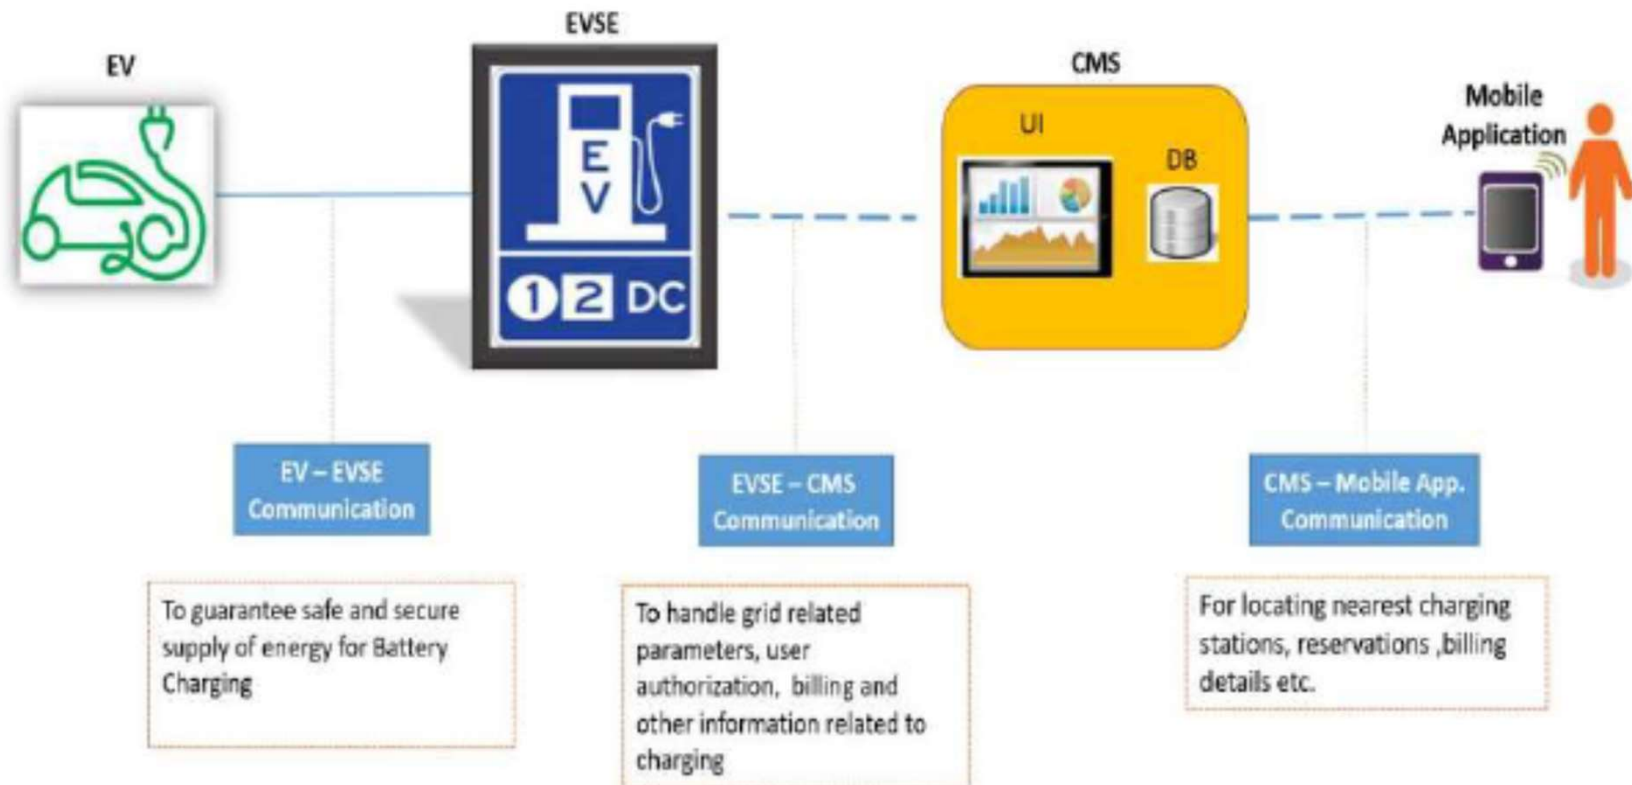 EV
EVSE
CMS
Mobile
Application
UI
DB
E
V
1 2 DC
EV – EVSE
Communication
EVSE – CMS
Communication
CMS – Mobile App.
Communication
To guarantee safe and secure
supply of energy for Battery
Charging
To handle grid related
parameters, user
authorization, billing and
other information related to
charging
For locating nearest charging
stations, reservations ,billing
details etc.